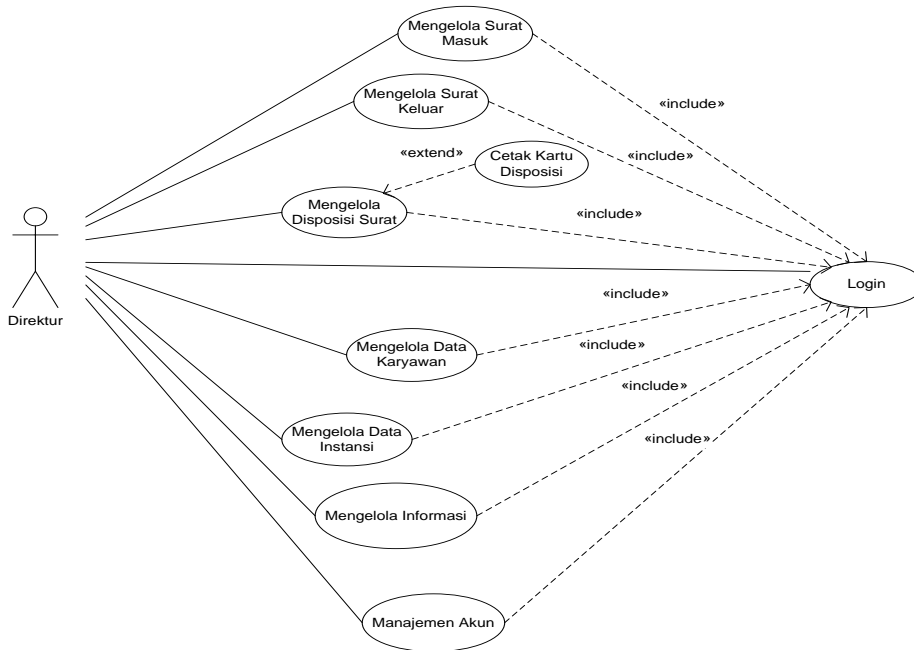 Mengelola Surat
Masuk
«include»
Mengelola Surat
Keluar
«include»
«extend»
Cetak Kartu
Disposisi
Mengelola
Disposisi Surat
«include»
Direktur
Login
«include»
Mengelola Data
Karyawan
«include»
«include»
Mengelola Data
Instansi
«include»
Mengelola Informasi
Manajemen Akun